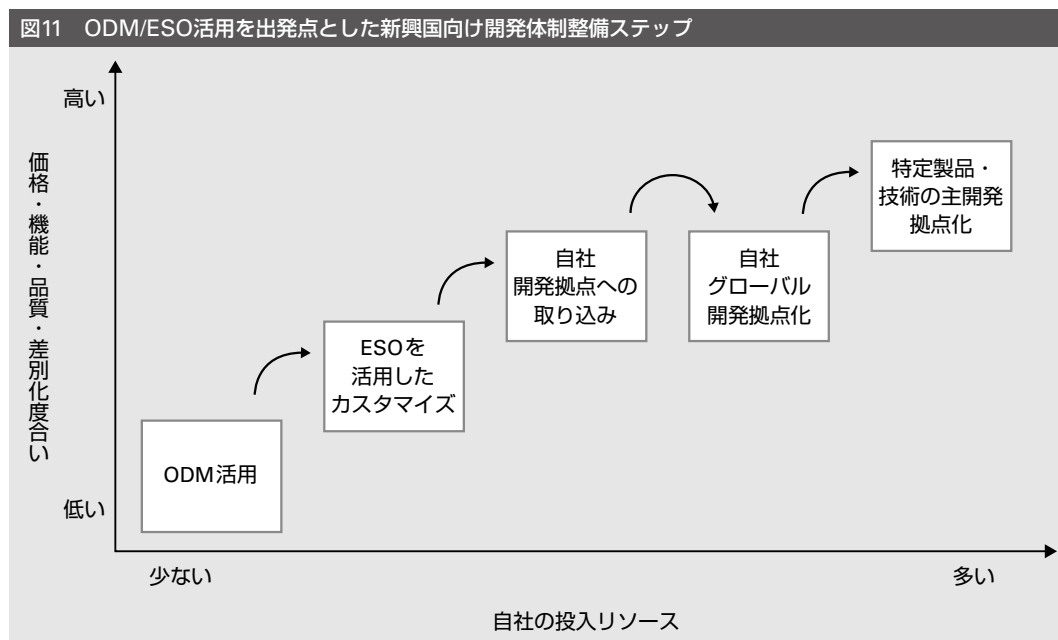 図11 ODM/ESO活用を出発点とした新興国向け開発体制整備ステップ
高い
価格・機能・品質・差別化度合い
低い
特定製品・
技術の主開発
拠点化
自社
開発拠点への
取り込み
自社
グローバル
開発拠点化
ESOを
活用した
カスタマイズ
ODM活用
少ない
多い
自社の投入リソース